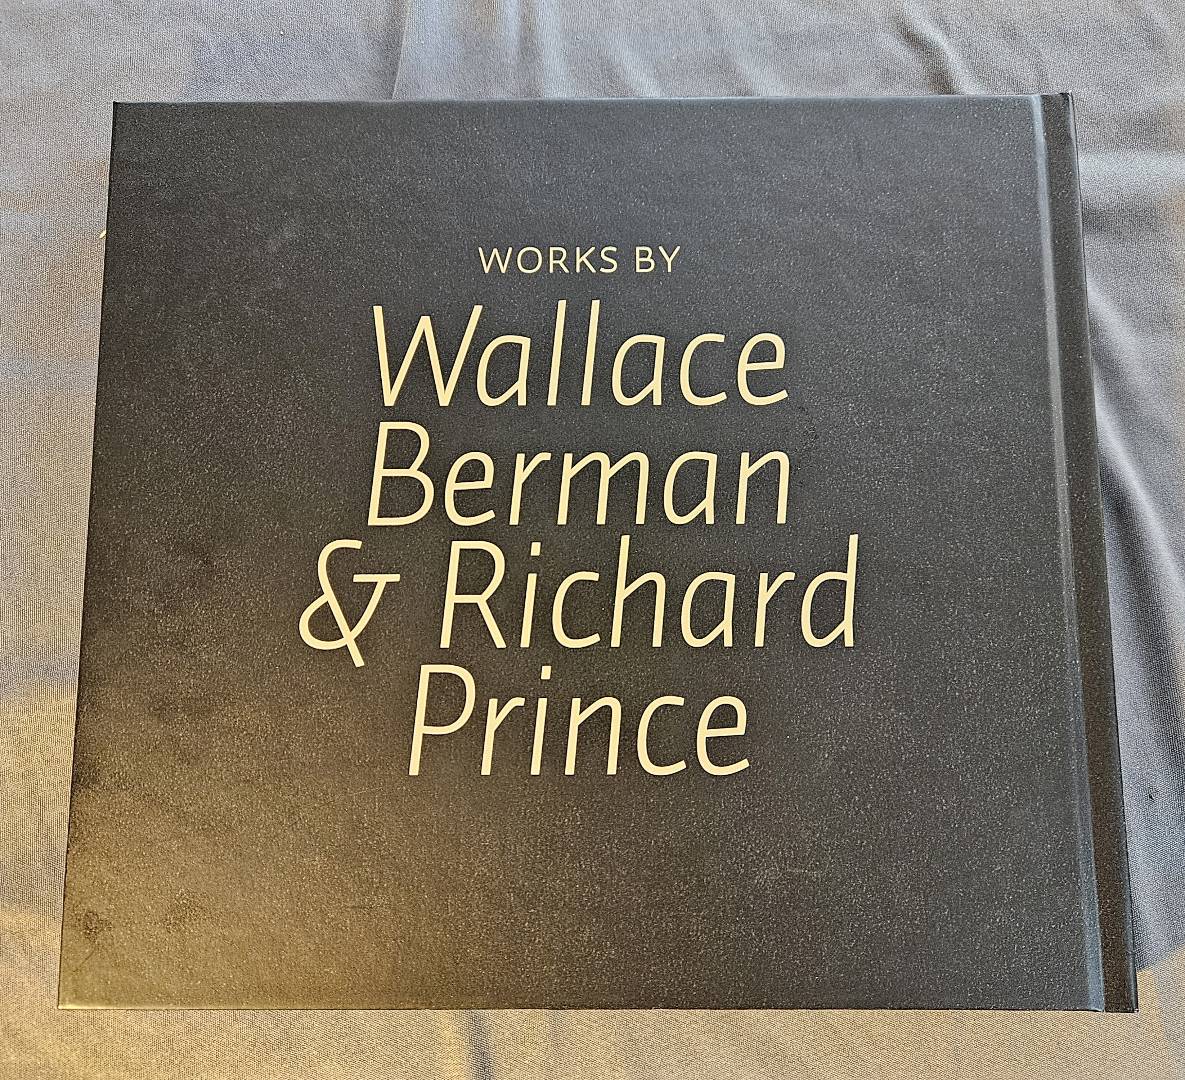 WORKS BY
Wallace
Berman
& Richard
Prince